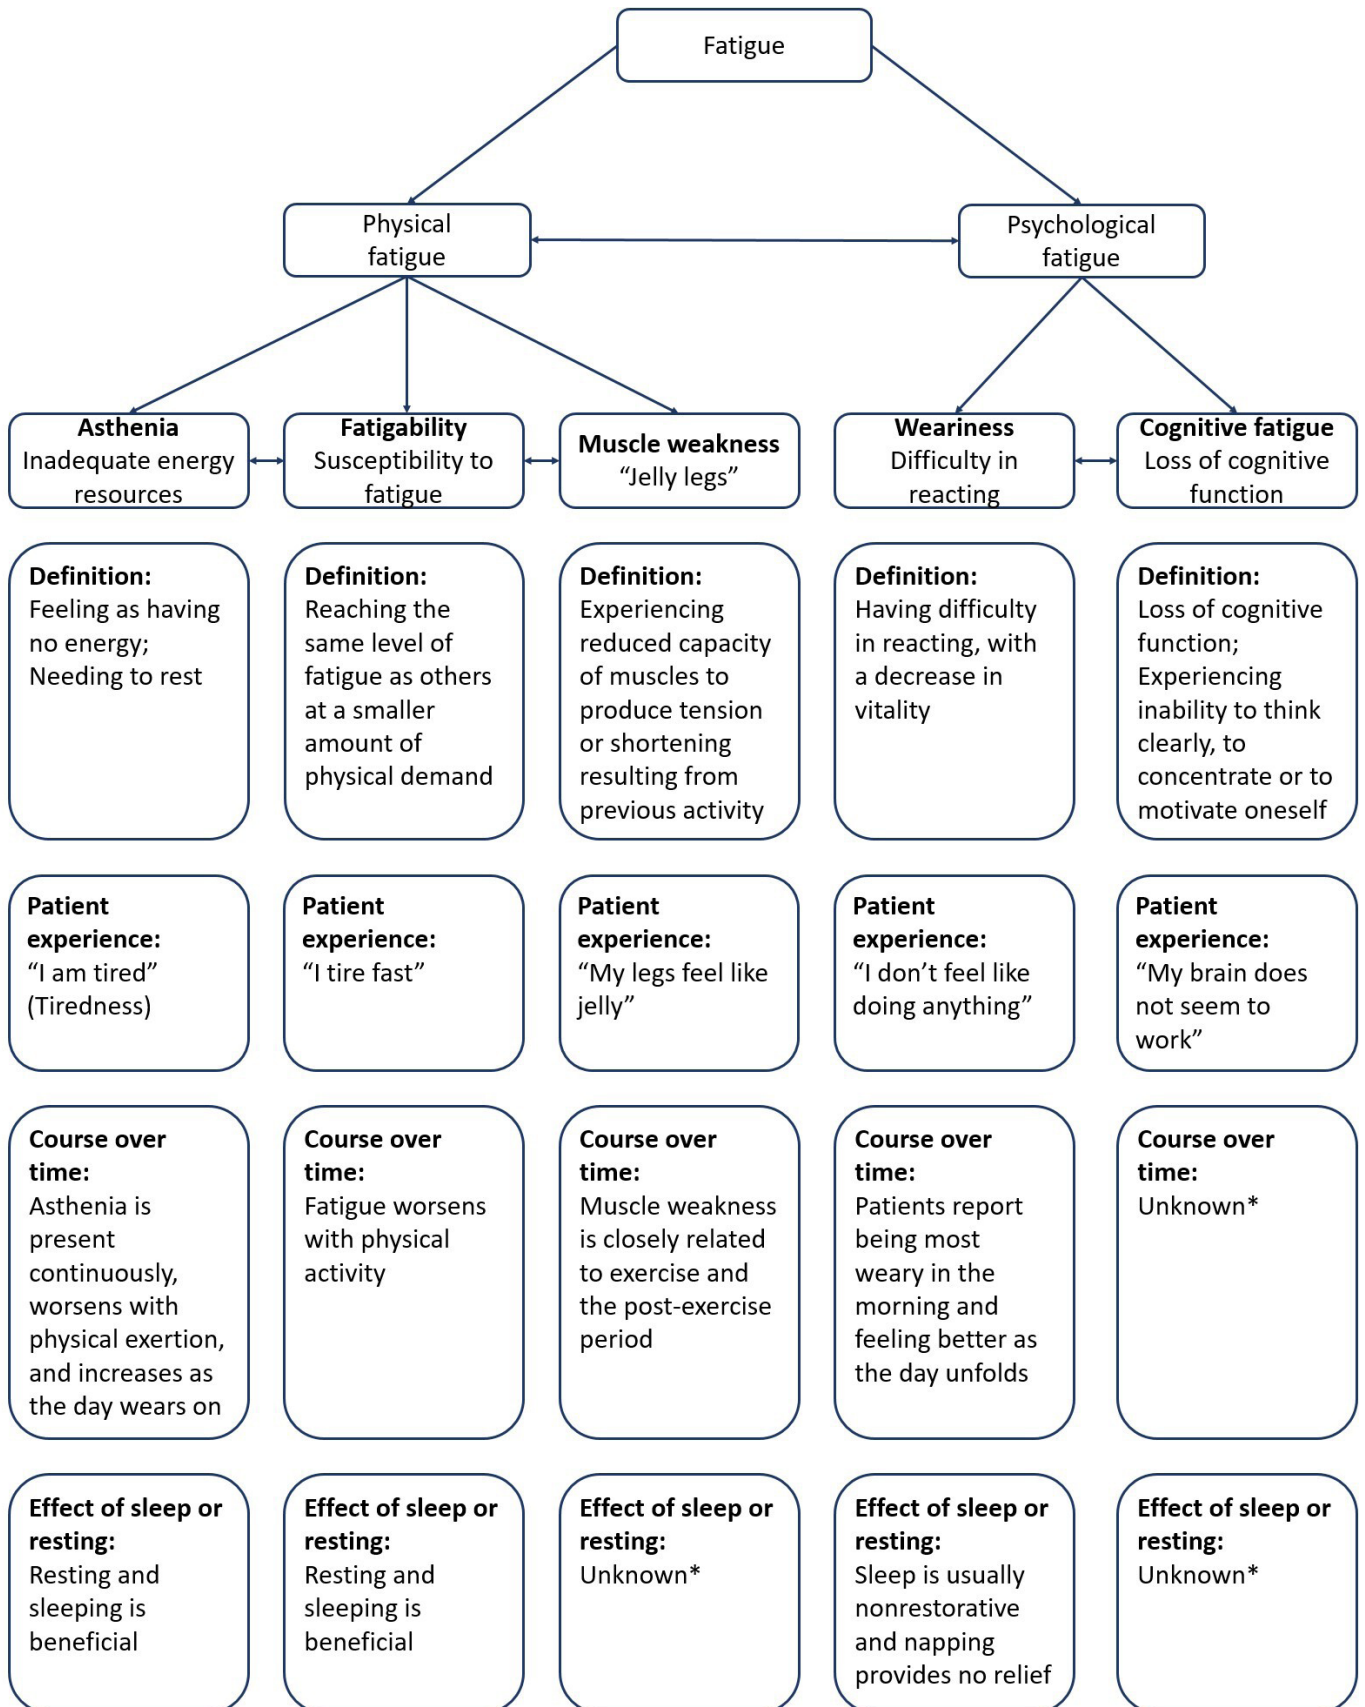 Fatigue
Physical
fatigue
Psychological
fatigue
Asthenia
Inadequate energy
resources
Fatigability
Susceptibility to
fatigue
Muscle weakness
“Jelly legs”
Weariness
Difficulty in
reacting
Cognitive fatigue
Loss of cognitive
function
Definition:
Feeling as having
no energy;
Needing to rest
Definition:
Reaching the
same level of
fatigue as others
at a smaller
amount of
physical demand
Definition:
Experiencing
reduced capacity
of muscles to
produce tension
or shortening
resulting from
previous activity
Definition:
Having difficulty
in reacting, with
a decrease in
vitality
Definition:
Loss of cognitive
function;
Experiencing
inability to think
clearly, to
concentrate or to
motivate oneself
Patient
experience:
“I am tired”
(Tiredness)
Patient
experience:
“I tire fast”
Patient
experience:
“My legs feel like
jelly”
Patient
experience:
“I don’t feel like
doing anything”
Patient
experience:
“My brain does
not seem to
work”
Course over
time:
Asthenia is
present
continuously,
worsens with
physical exertion,
and increases as
the day wears on
Course over
time:
Fatigue worsens
with physical
activity
Course over
time:
Muscle weakness
is closely related
to exercise and
the post-exercise
period
Course over
time:
Patients report
being most
weary in the
morning and
feeling better as
the day unfolds
Course over
time:
Unknown*
Effect of sleep or
resting:
Resting and
sleeping is
beneficial
Effect of sleep or
resting:
Resting and
sleeping is
beneficial
Effect of sleep or
resting:
Unknown*
Effect of sleep or
resting:
Sleep is usually
nonrestorative
and napping
provides no relief
Effect of sleep or
resting:
Unknown*